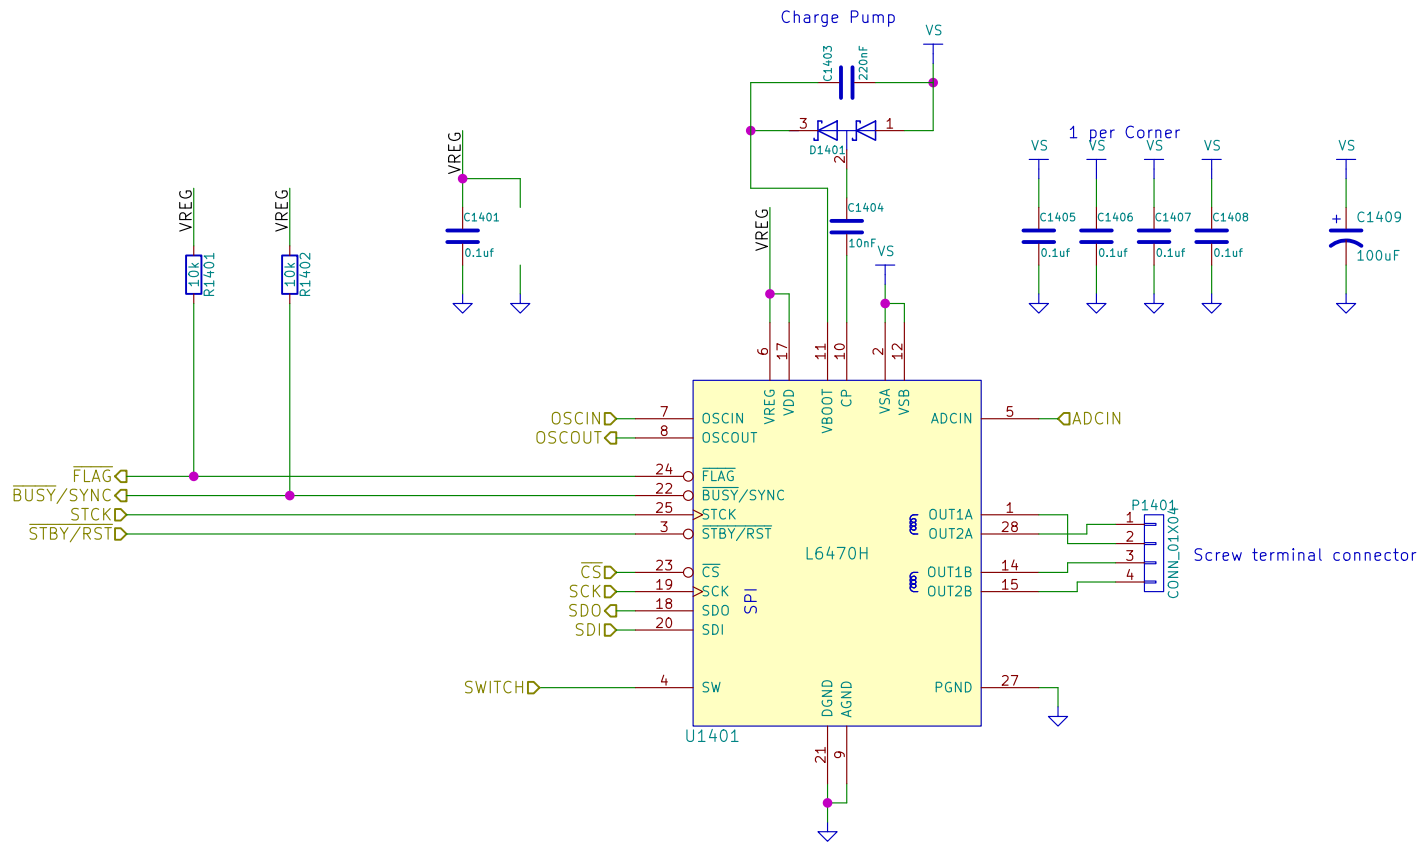 Charge Pump
VS
C1403
220nF
3
1
D1401
2
1 per Corner
VS
VS
VS
VS
VS
VREG
VREG
VREG
VREG
C1401
0.1uf
C1404
10nF
VS
C1405
0.1uf
C1406
0.1uf
C1407
0.1uf
C1408
0.1uf
+
C1409
100uF
10k
R1401
10k
R1402
6
17
11
10
2
12
VREG
VDD
VBOOT
CP
VSA
VSB
OSCIN
7
OSCIN
ADCIN
5
ADCIN
OSCOUT
8
OSCOUT
FLAG
24
FLAG
BUSY/SYNC
22
BUSY/SYNC
STCK
25
STCK
STBY/RST
3
STBY/RST
OUT1A
1
OUT2A
28
P1401
1
2
3
4
CONN_01X04
Screw terminal connector
L6470H
CS
23
CS
OUT1B
14
SCK
19
SCK
OUT2B
15
SDO
18
SDO
SPI
SDI
20
SDI
SWITCH
4
SW
PGND
27
DGND
AGND
U1401
21
9